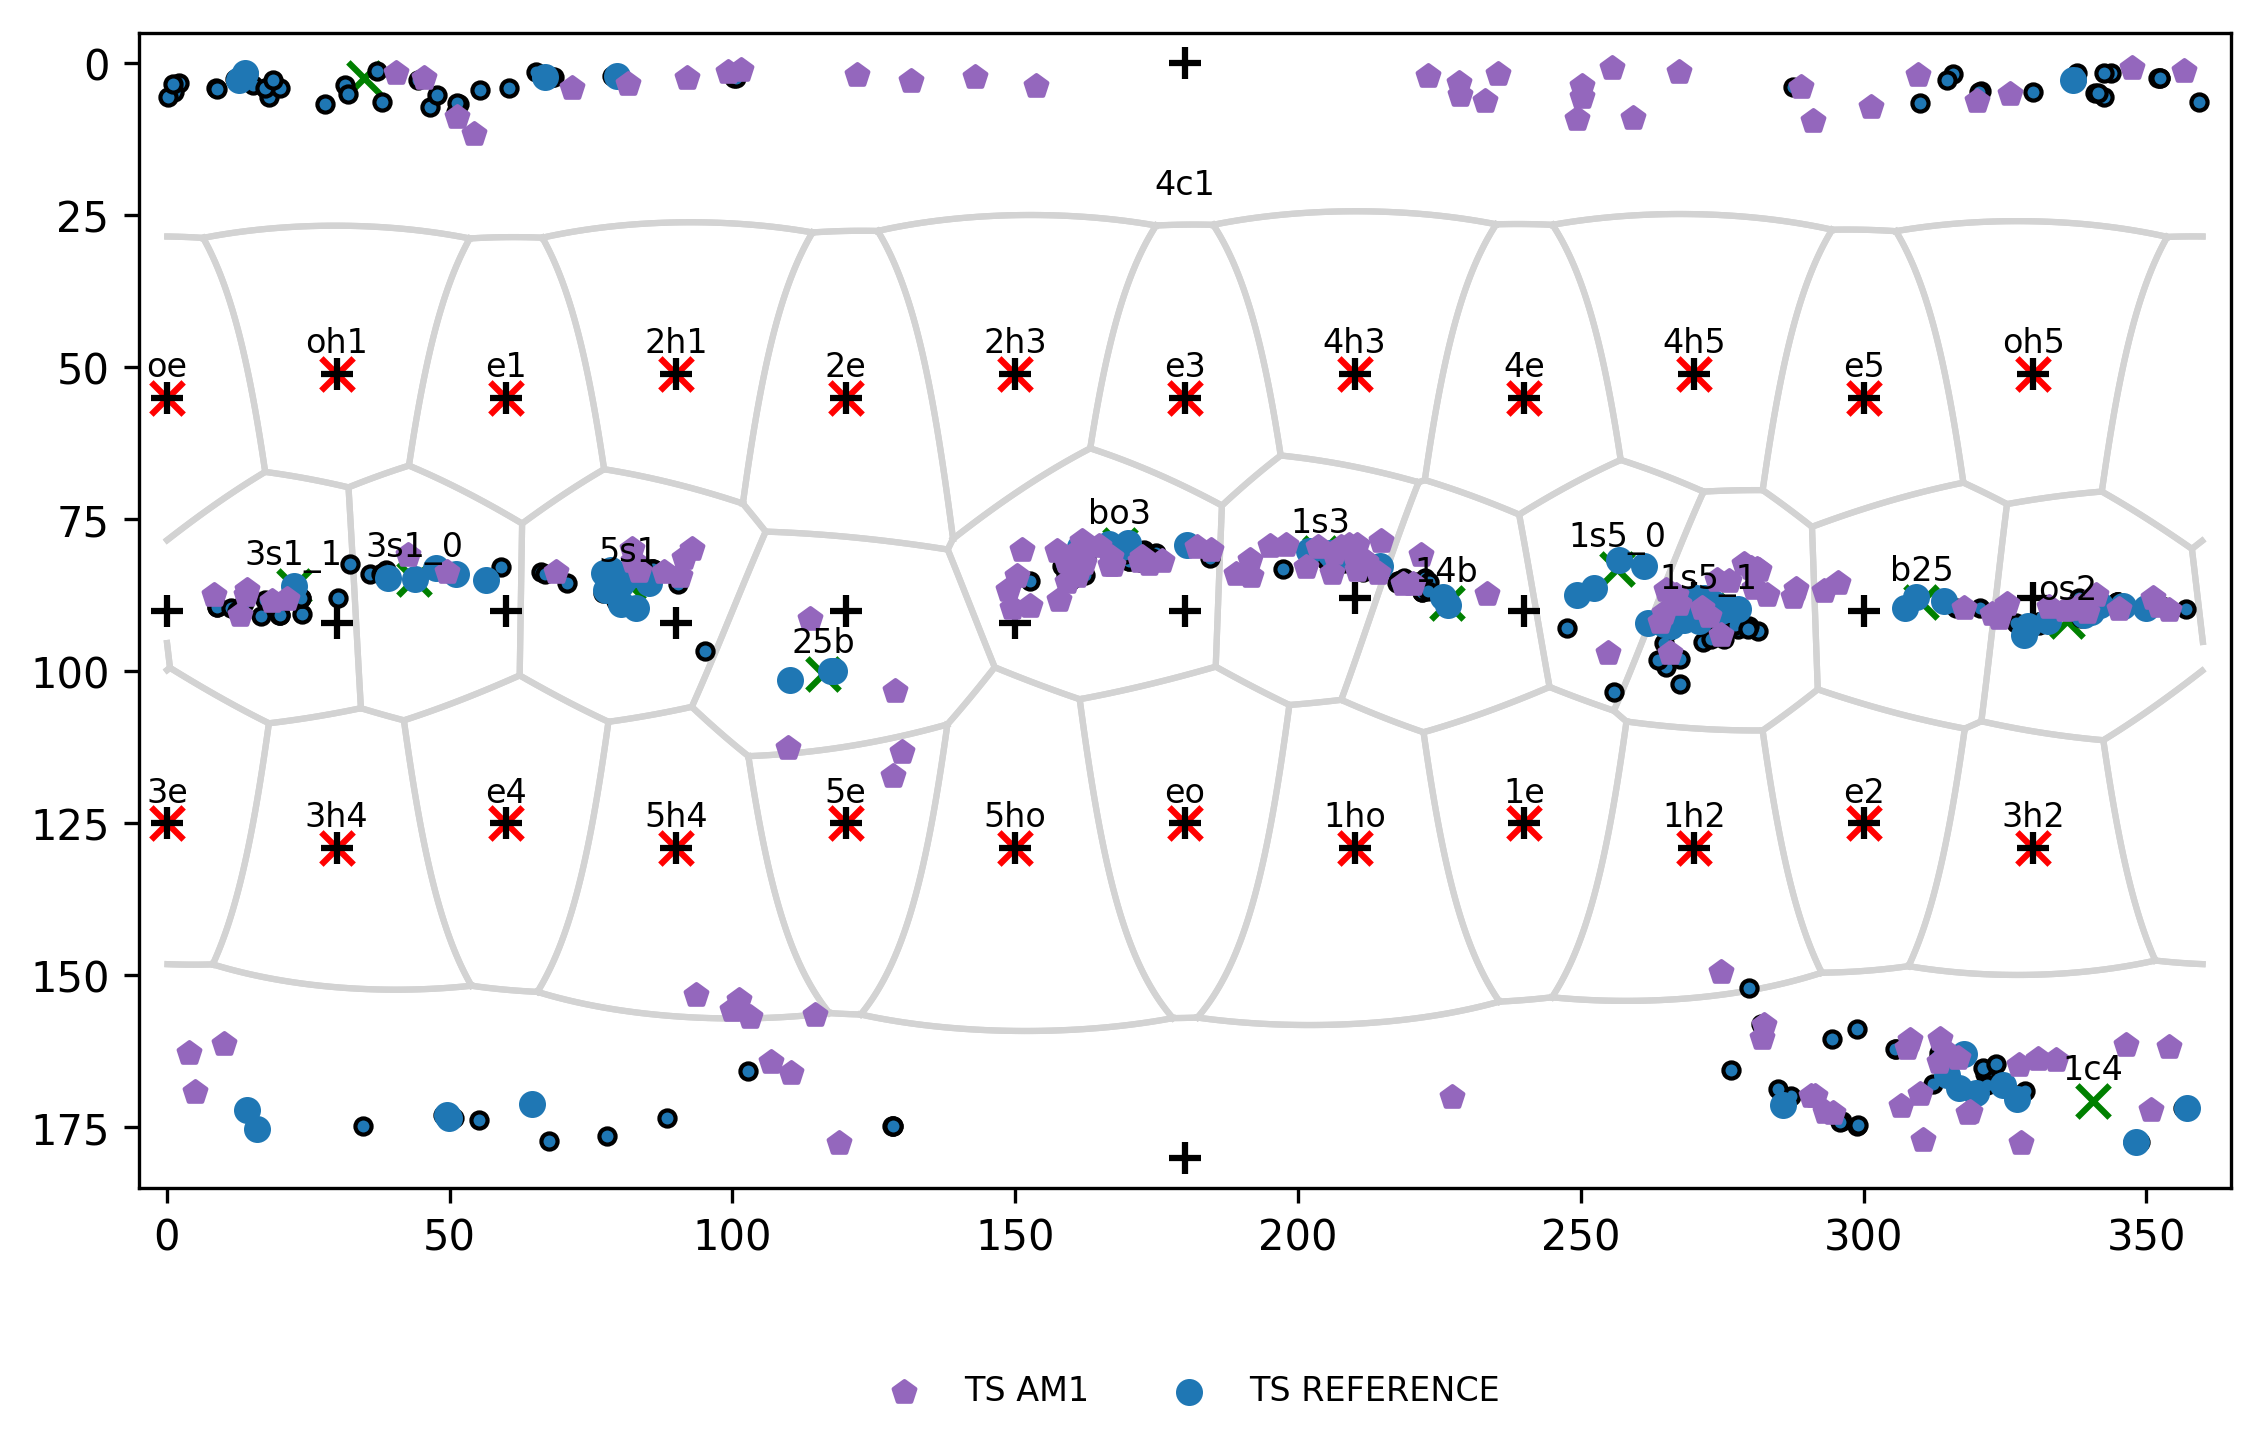 0
4c1
25
oh1 2h1 2h3 4h3 4h5 oh5
50 oe e1 2e e3 4e e5
75
bo3 1s3
3s1_1 3s1_0 5s1 1s5_0
14b 1s5_1 b25 os2
25b
100
3e e4 5e eo 1e e2
125 3h4 5h4 5ho 1ho 1h2 3h2
150
1c4
175
0 50 100 150 200 250 300 350
TS AM1 TS REFERENCE